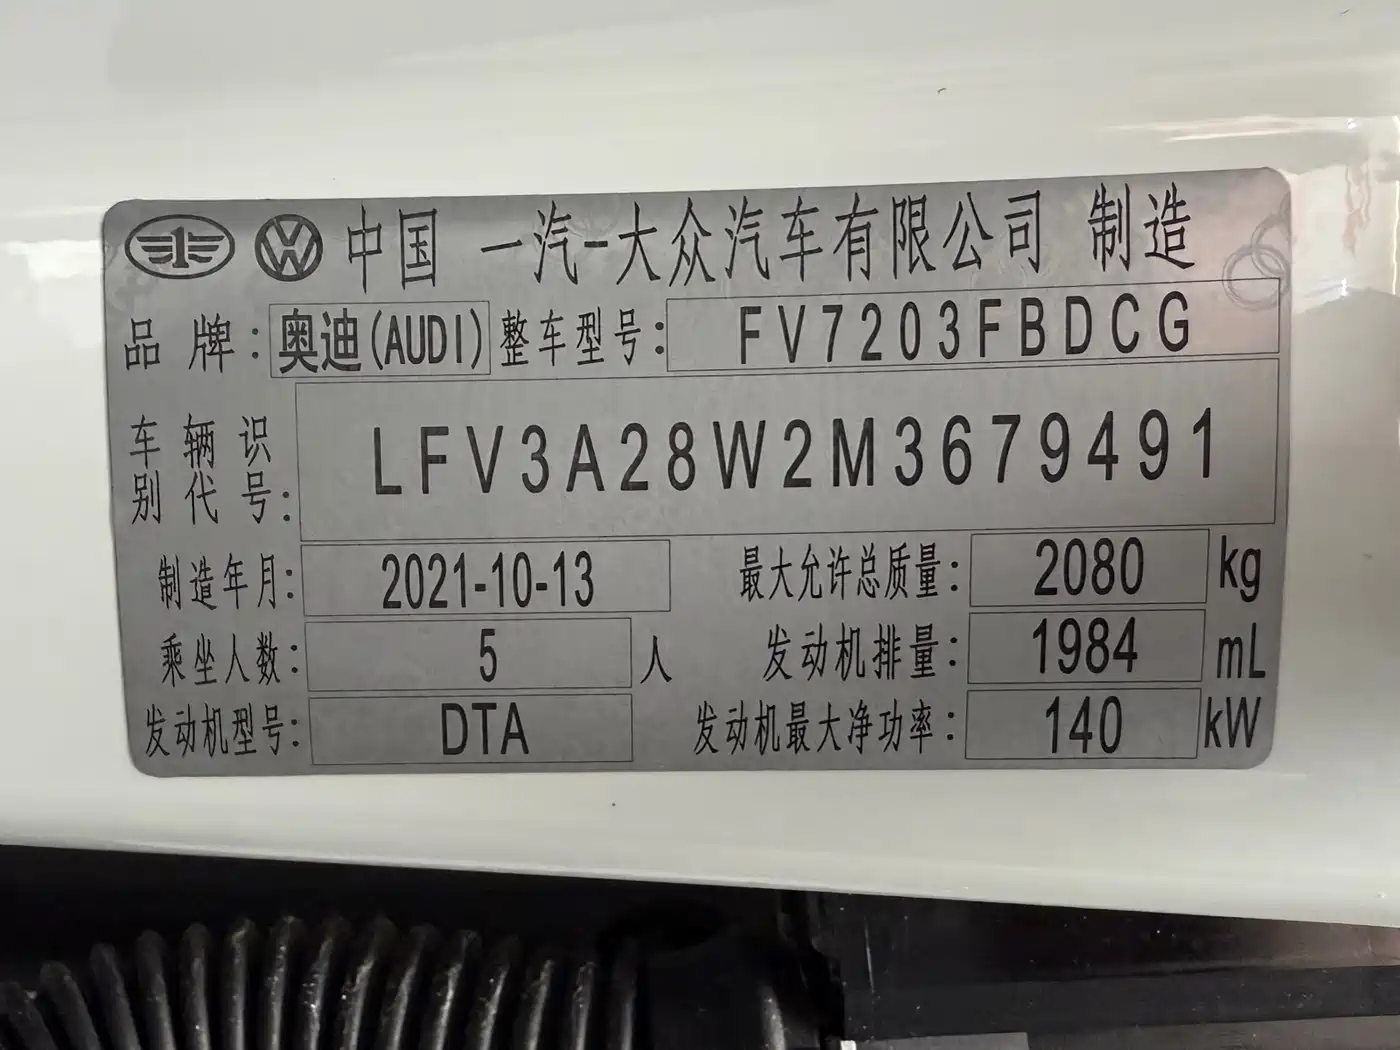 中国 一汽-大众汽车有限公司 制造
品牌: 奥迪(AUDI) 整车型号: FV7203FBDCG
车辆识别代号: LFV3A28W2M3679491
制造年月: 2021-10-13 最大允许总质量: 2080 kg
乘坐人数: 5 人 发动机排量: 1984 mL
发动机型号: DTA 发动机最大净功率: 140 kW